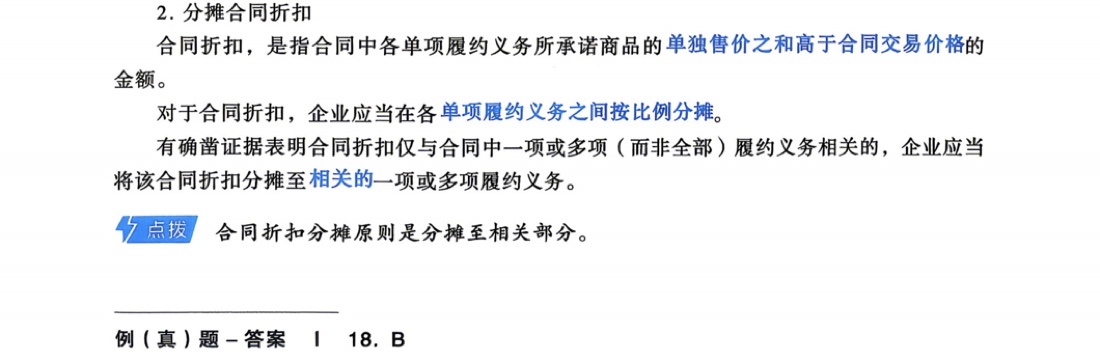 2. 分摊合同折扣
合同折扣，是指合同中各单项履约义务所承诺商品的单独售价之和高于合同交易价格的
金额。
对于合同折扣，企业应当在各单项履约义务之间按比例分摊。
有确凿证据表明合同折扣仅与合同中一项或多项（而非全部）履约义务相关的，企业应当
将该合同折扣分摊至相关的一项或多项履约义务。
点拨 合同折扣分摊原则是分摊至相关部分。
例（真）题－答案 | 18. B